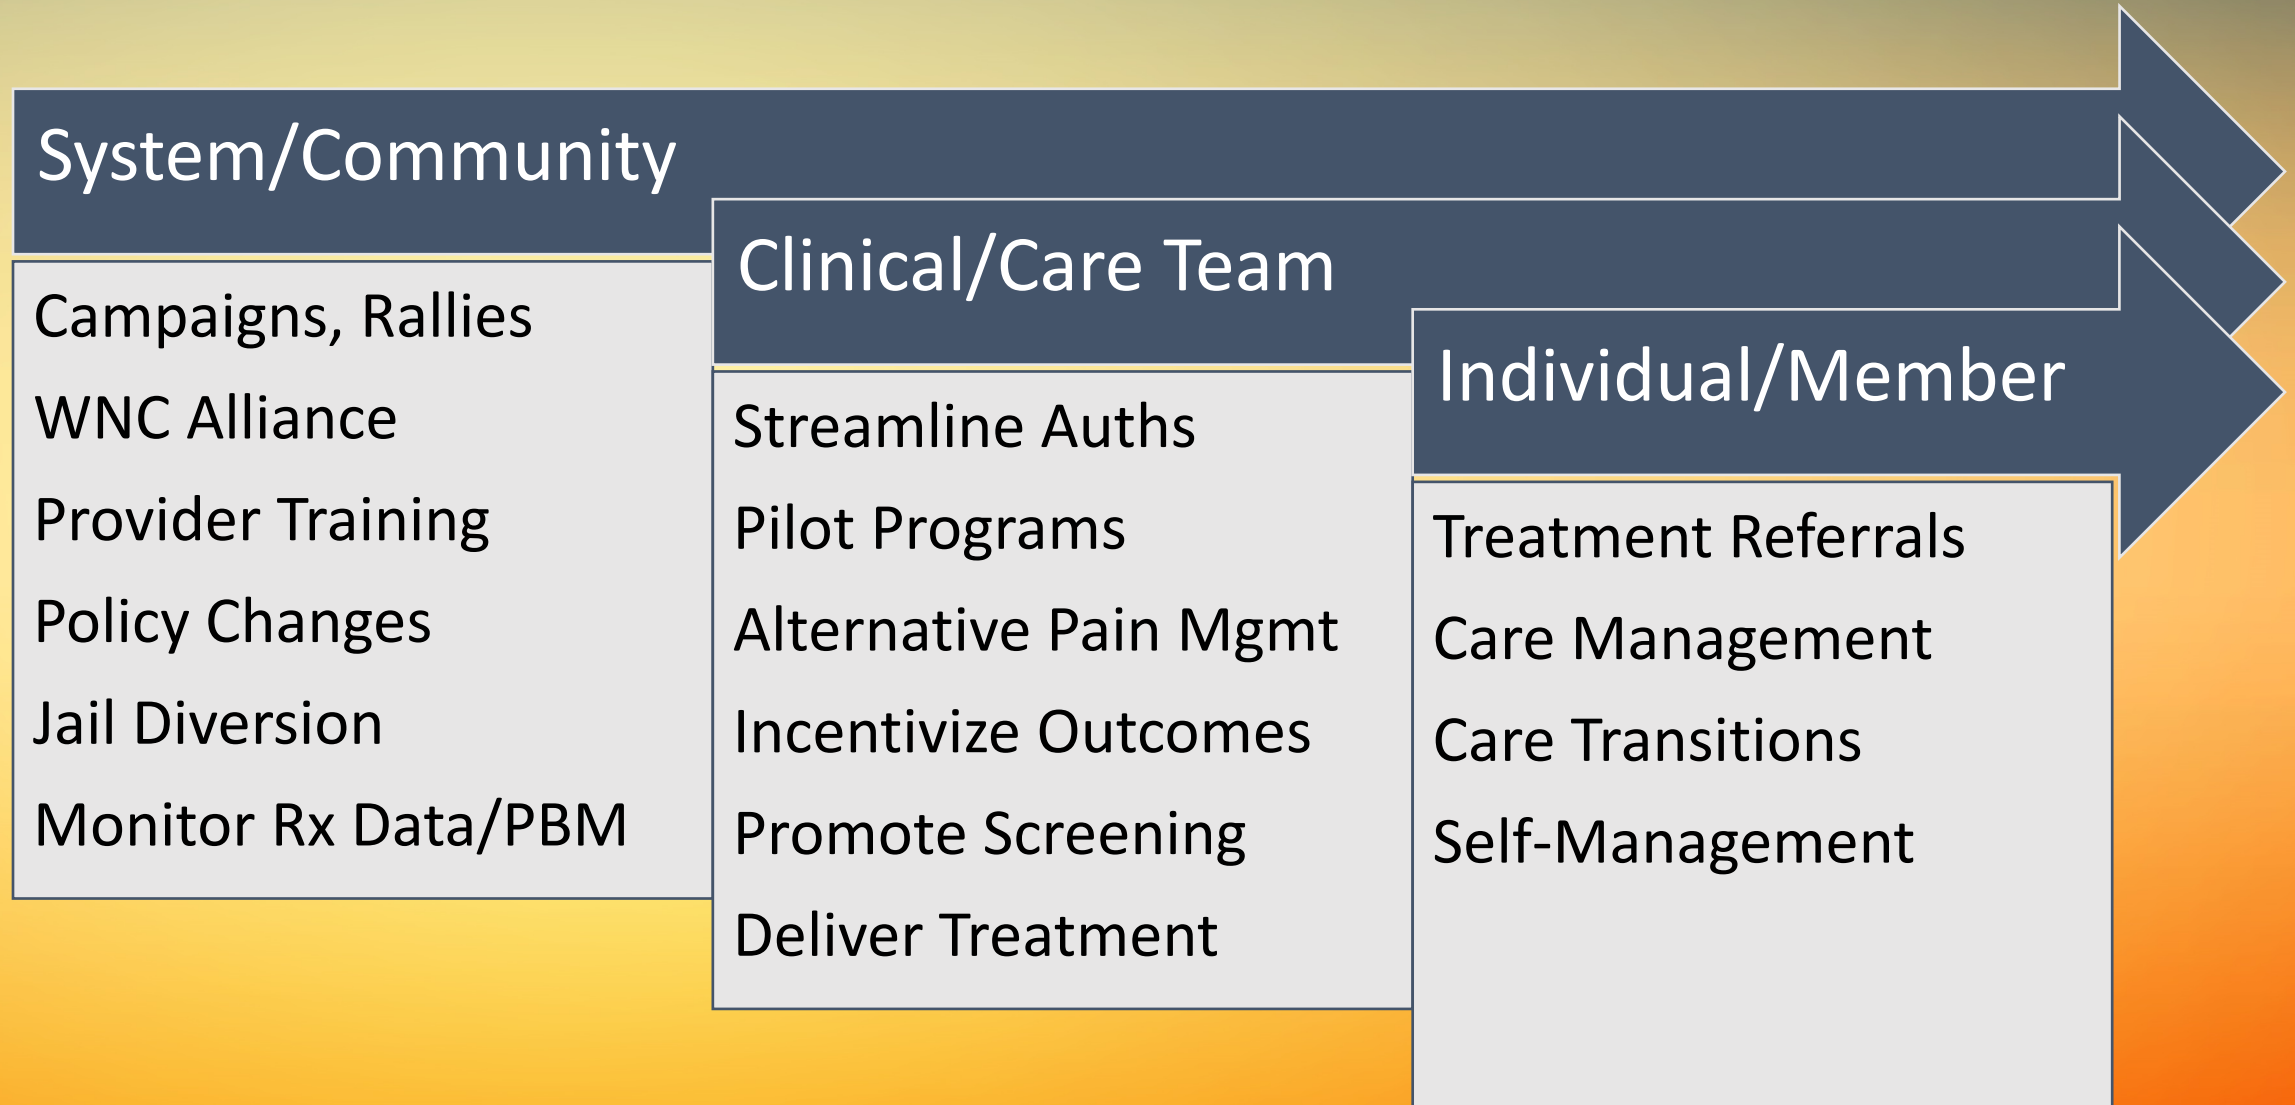 System/Community
Campaigns, Rallies
WNC Alliance
Provider Training
Policy Changes
Jail Diversion
Monitor Rx Data/PBM
Clinical/Care Team
Streamline Auths
Pilot Programs
Alternative Pain Mgmt
Incentivize Outcomes
Promote Screening
Deliver Treatment
Individual/Member
Treatment Referrals
Care Management
Care Transitions
Self-Management